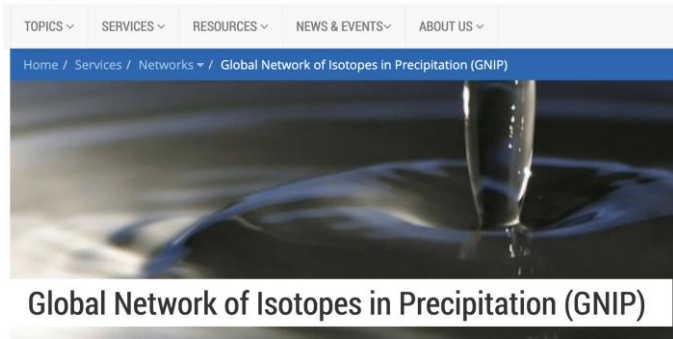 TOPICS SERVICES RESOURCES NEWS & EVENTS ABOUT US
Home / Services / Networks / Global Network of Isotopes in Precipitation (GNIP)
Global Network of Isotopes in Precipitation (GNIP)